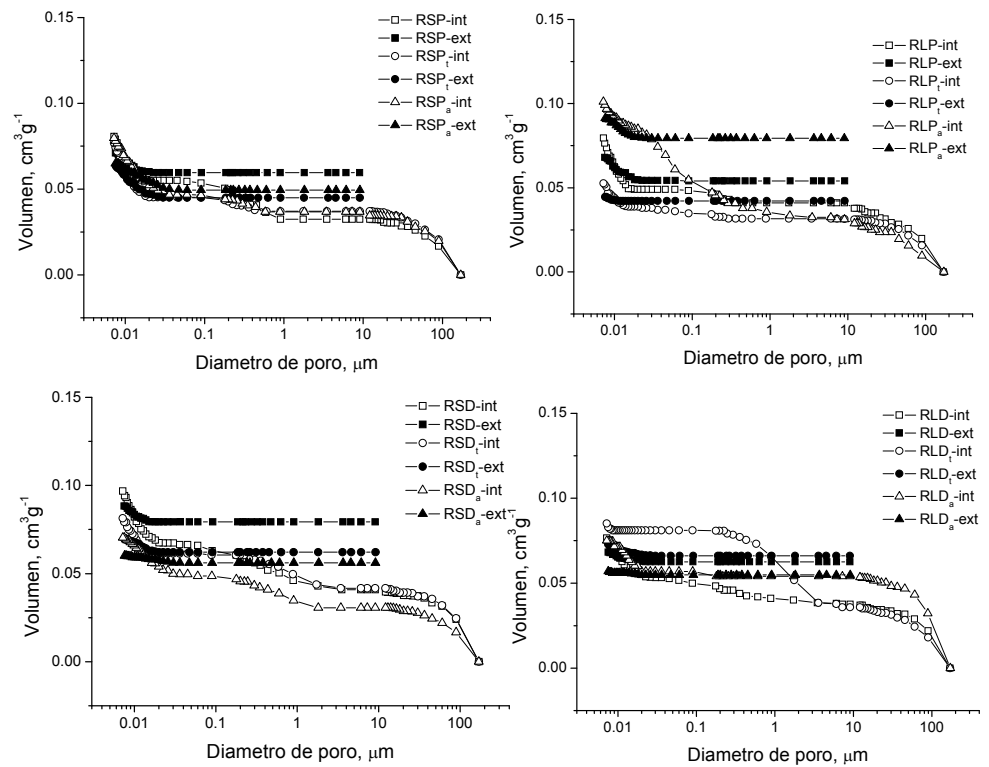 0.15
0.10
0.05
0.00
Volumen, cm³g⁻¹
0.01 0.1 1 10 100
Diametro de poro, μm
RSP-int
RSP-ext
RSPₜ-int
RSPₜ-ext
RSPₐ-int
RSPₐ-ext
0.15
0.10
0.05
0.00
Volumen, cm³g⁻¹
0.01 0.1 1 10 100
Diametro de poro, μm
RLP-int
RLP-ext
RLPₜ-int
RLPₜ-ext
RLPₐ-int
RLPₐ-ext
0.15
0.10
0.05
0.00
Volumen, cm³g⁻¹
0.01 0.1 1 10 100
Diametro de poro, μm
RSD-int
RSD-ext
RSDₜ-int
RSDₜ-ext
RSDₐ-int
RSDₐ-ext
0.15
0.10
0.05
0.00
Volumen, cm³g⁻¹
0.01 0.1 1 10 100
Diametro de poro, μm
RLD-int
RLD-ext
RLDₜ-int
RLDₜ-ext
RLDₐ-int
RLDₐ-ext